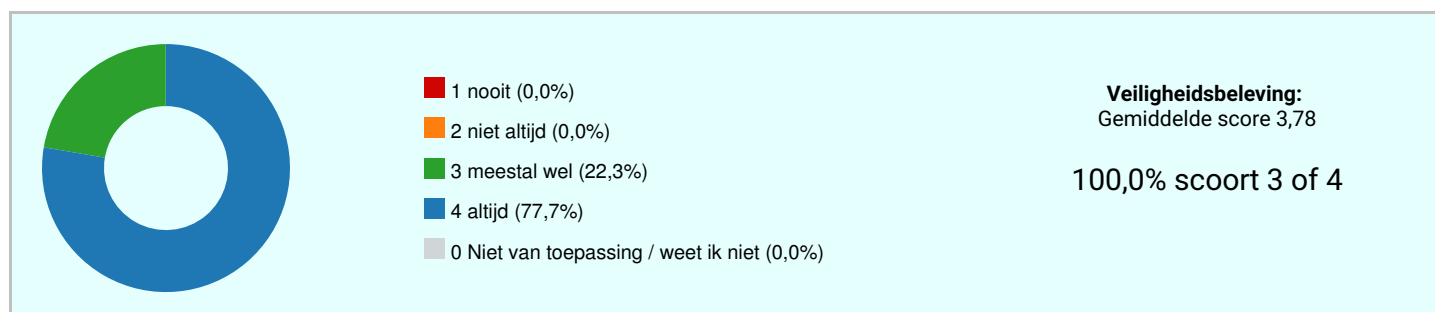 1 nooit (0,0%)
2 niet altijd (0,0%)
3 meestal wel (22,3%)
4 altijd (77,7%)
0 Niet van toepassing / weet ik niet (0,0%)
Veiligheidsbeleving:
Gemiddelde score 3,78
100,0% scoort 3 of 4